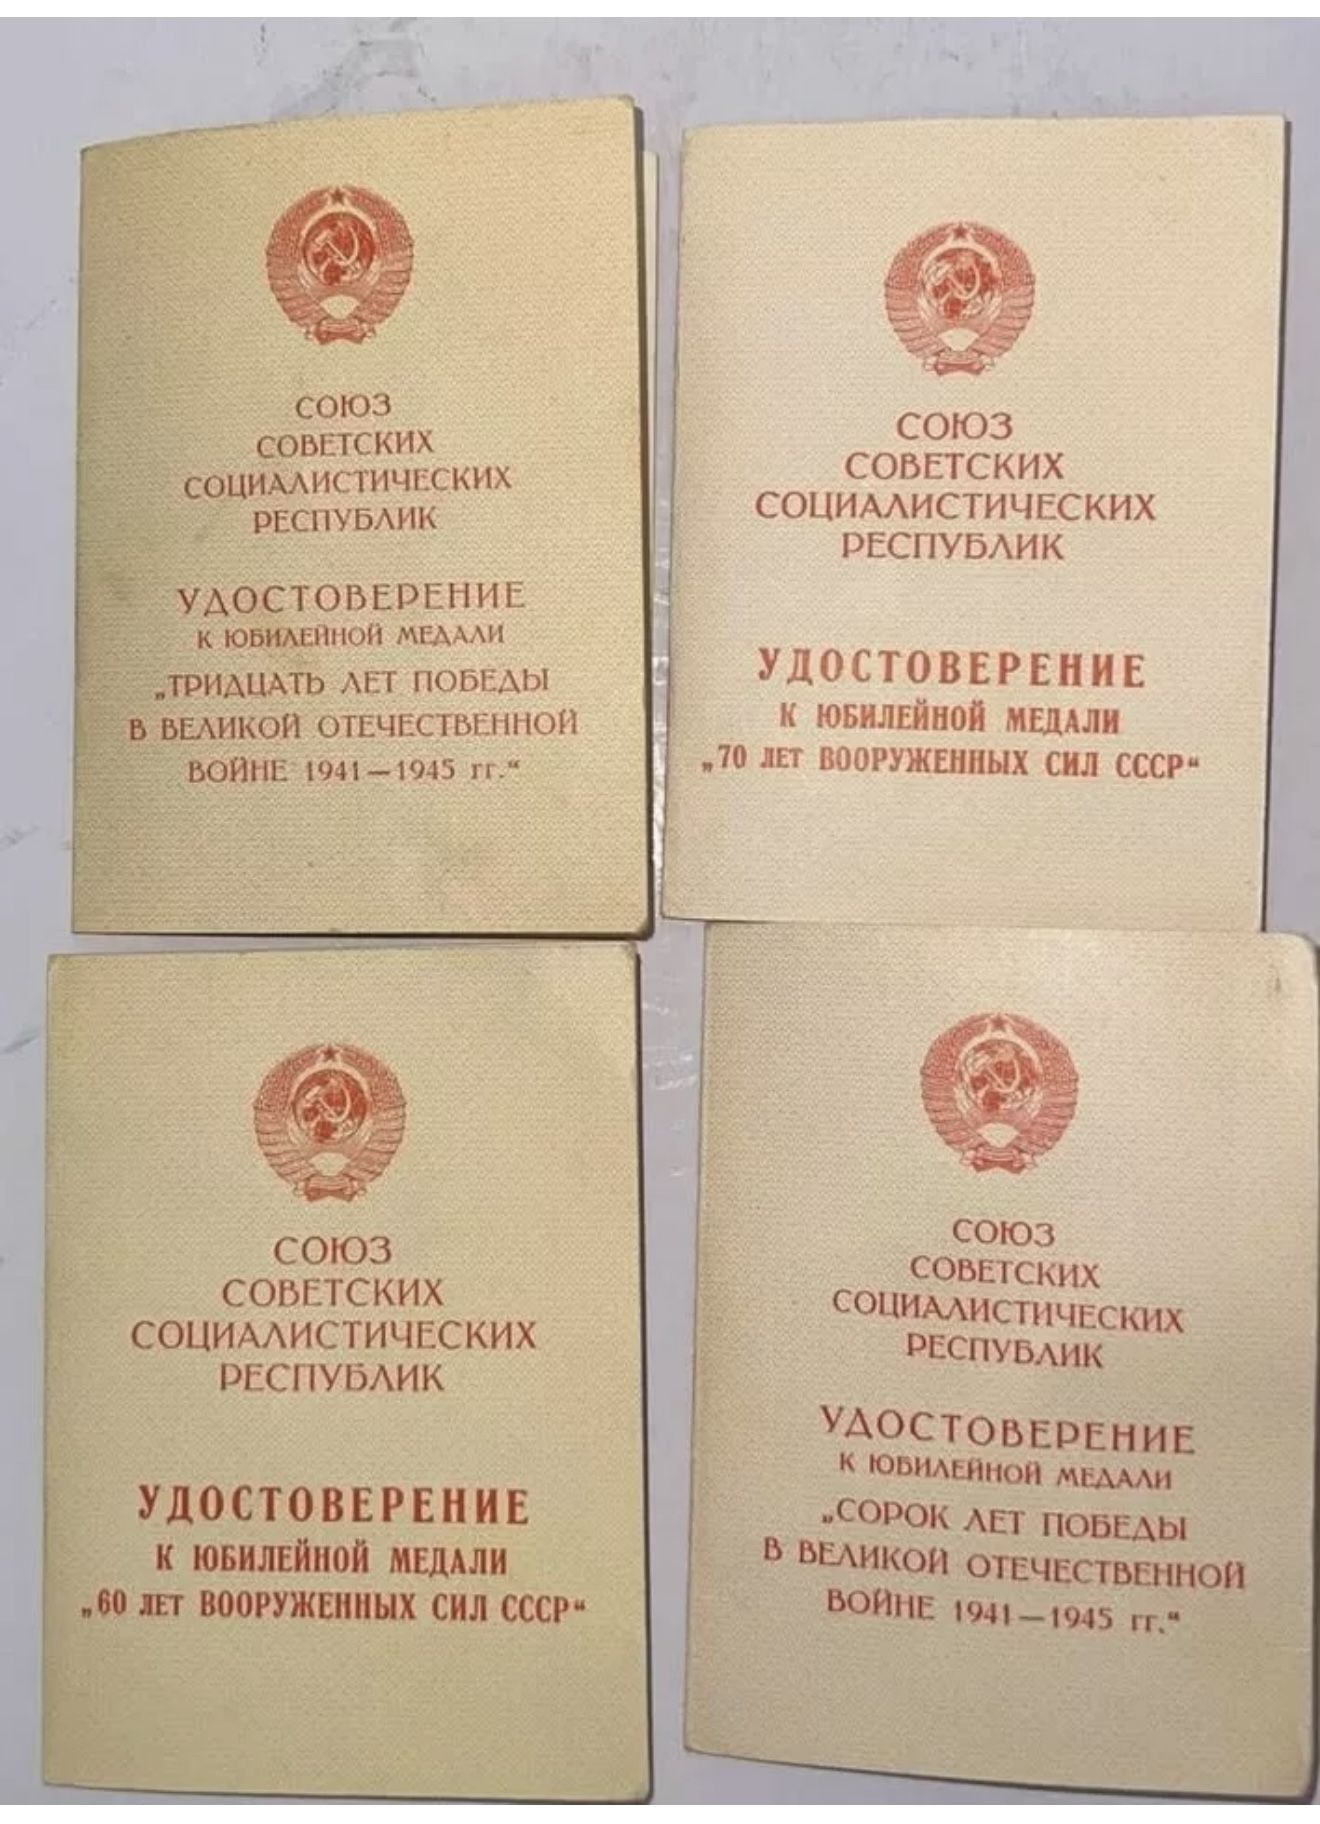 СОЮЗ
СОВЕТСКИХ
СОЦИАЛИСТИЧЕСКИХ
РЕСПУБЛИК
УДОСТОВЕРЕНИЕ
К ЮБИЛЕЙНОЙ МЕДАЛИ
„ТРИДЦАТЬ ЛЕТ ПОБЕДЫ
В ВЕЛИКОЙ ОТЕЧЕСТВЕННОЙ
ВОЙНЕ 1941—1945 гг.“
СОЮЗ
СОВЕТСКИХ
СОЦИАЛИСТИЧЕСКИХ
РЕСПУБЛИК
УДОСТОВЕРЕНИЕ
К ЮБИЛЕЙНОЙ МЕДАЛИ
„70 ЛЕТ ВООРУЖЕННЫХ СИЛ СССР“
СОЮЗ
СОВЕТСКИХ
СОЦИАЛИСТИЧЕСКИХ
РЕСПУБЛИК
УДОСТОВЕРЕНИЕ
К ЮБИЛЕЙНОЙ МЕДАЛИ
„60 ЛЕТ ВООРУЖЕННЫХ СИЛ СССР“
СОЮЗ
СОВЕТСКИХ
СОЦИАЛИСТИЧЕСКИХ
РЕСПУБЛИК
УДОСТОВЕРЕНИЕ
К ЮБИЛЕЙНОЙ МЕДАЛИ
„СОРОК ЛЕТ ПОБЕДЫ
В ВЕЛИКОЙ ОТЕЧЕСТВЕННОЙ
ВОЙНЕ 1941—1945 гг.“